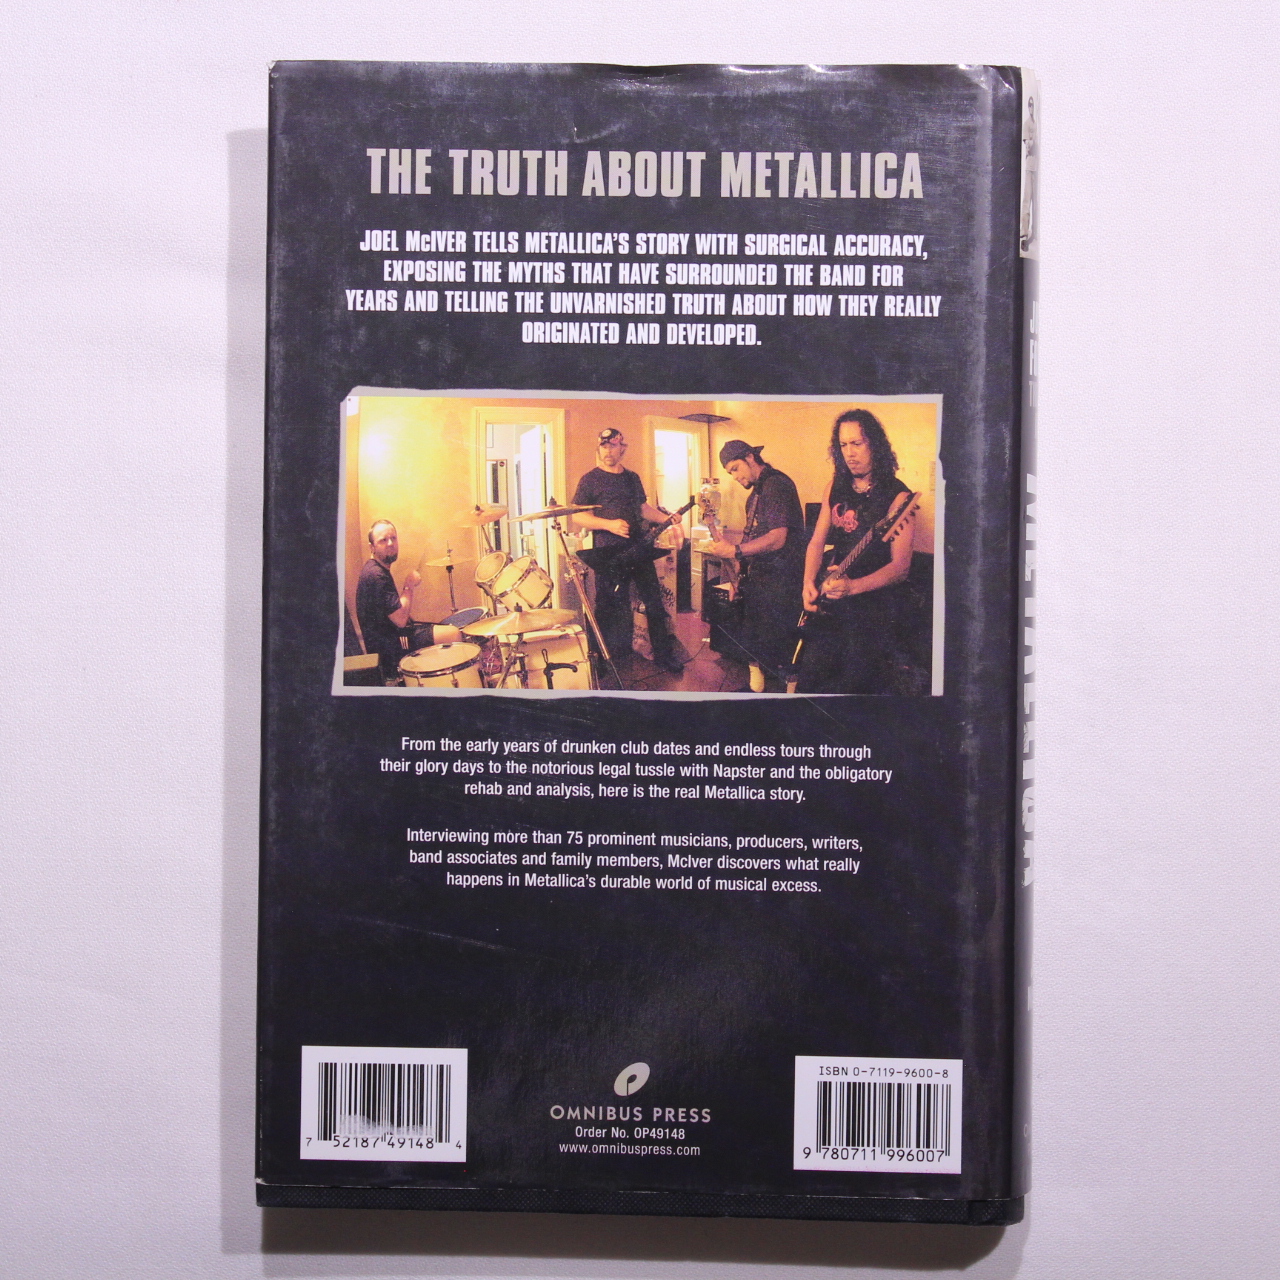 THE TRUTH ABOUT METALLICA
JOEL McIVER TELLS METALLICA'S STORY WITH SURGICAL ACCURACY,
EXPOSING THE MYTHS THAT HAVE SURROUNDED THE BAND FOR
YEARS AND TELLING THE UNVARNISHED TRUTH ABOUT HOW THEY REALLY
ORIGINATED AND DEVELOPED.
From the early years of drunken club dates and endless tours through
their glory days to the notorious legal tussle with Napster and the obligatory
rehab and analysis, here is the real Metallica story.
Interviewing more than 75 prominent musicians, producers, writers,
band associates and family members, McIver discovers what really
happens in Metallica's durable world of musical excess.
7 52187 49148 4
OMNIBUS PRESS
Order No. OP49148
www.omnibuspress.com
ISBN 0-7119-9600-8
9 780711 996007
METALLICA